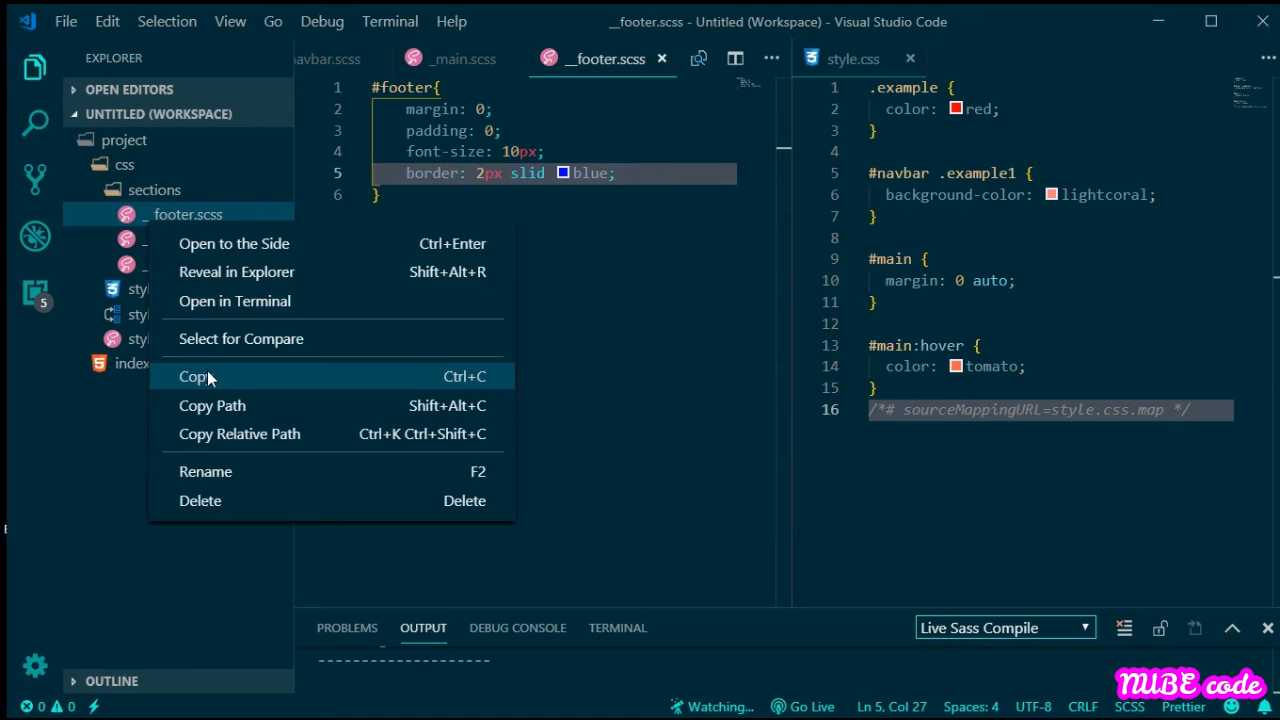 File Edit Selection View Go Debug Terminal Help
__footer.scss - Untitled (Workspace) - Visual Studio Code
EXPLORER
OPEN EDITORS
UNTITLED (WORKSPACE)
project
css
sections
__footer.scss
_
_
styl
styl
styl
index
5
OUTLINE
navbar.scss
_main.scss
__footer.scss
1 #footer{
2 margin: 0;
3 padding: 0;
4 font-size: 10px;
5 border: 2px slid blue;
6 }
Open to the Side Ctrl+Enter
Reveal in Explorer Shift+Alt+R
Open in Terminal
Select for Compare
Copy Ctrl+C
Copy Path Shift+Alt+C
Copy Relative Path Ctrl+K Ctrl+Shift+C
Rename F2
Delete Delete
style.css
1 .example {
2 color: red;
3 }
4
5 #navbar .example1 {
6 background-color: lightcoral;
7 }
8
9 #main {
10 margin: 0 auto;
11 }
12
13 #main:hover {
14 color: tomato;
15 }
16 /*# sourceMappingURL=style.css.map */
PROBLEMS OUTPUT DEBUG CONSOLE TERMINAL
Live Sass Compile
--------------------
NUBE code
0 0 Watching... Go Live Ln 5, Col 27 Spaces: 4 UTF-8 CRLF SCSS Prettier